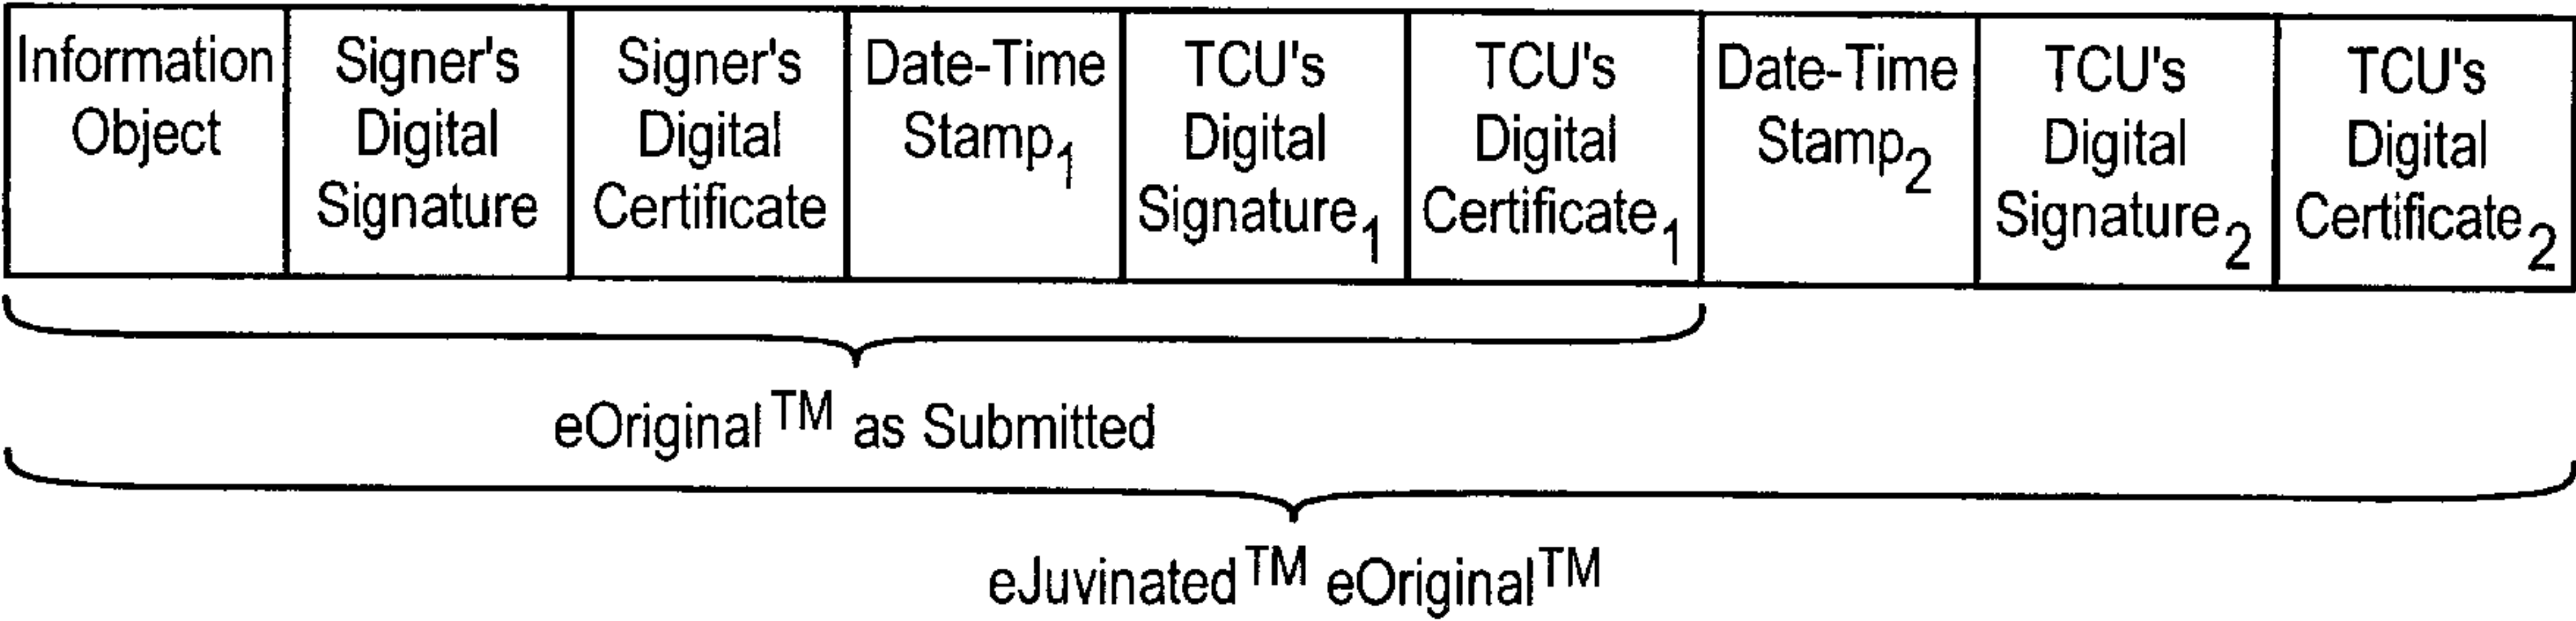 Information
Object
Signer's
Digital
Signature
Signer's
Digital
Certificate
Date-Time
Stamp1
TCU's
Digital
Signature1
TCU's
Digital
Certificate1
Date-Time
Stamp2
TCU's
Digital
Signature2
TCU's
Digital
Certificate2
eOriginal™ as Submitted
eJuvinated™ eOriginal™